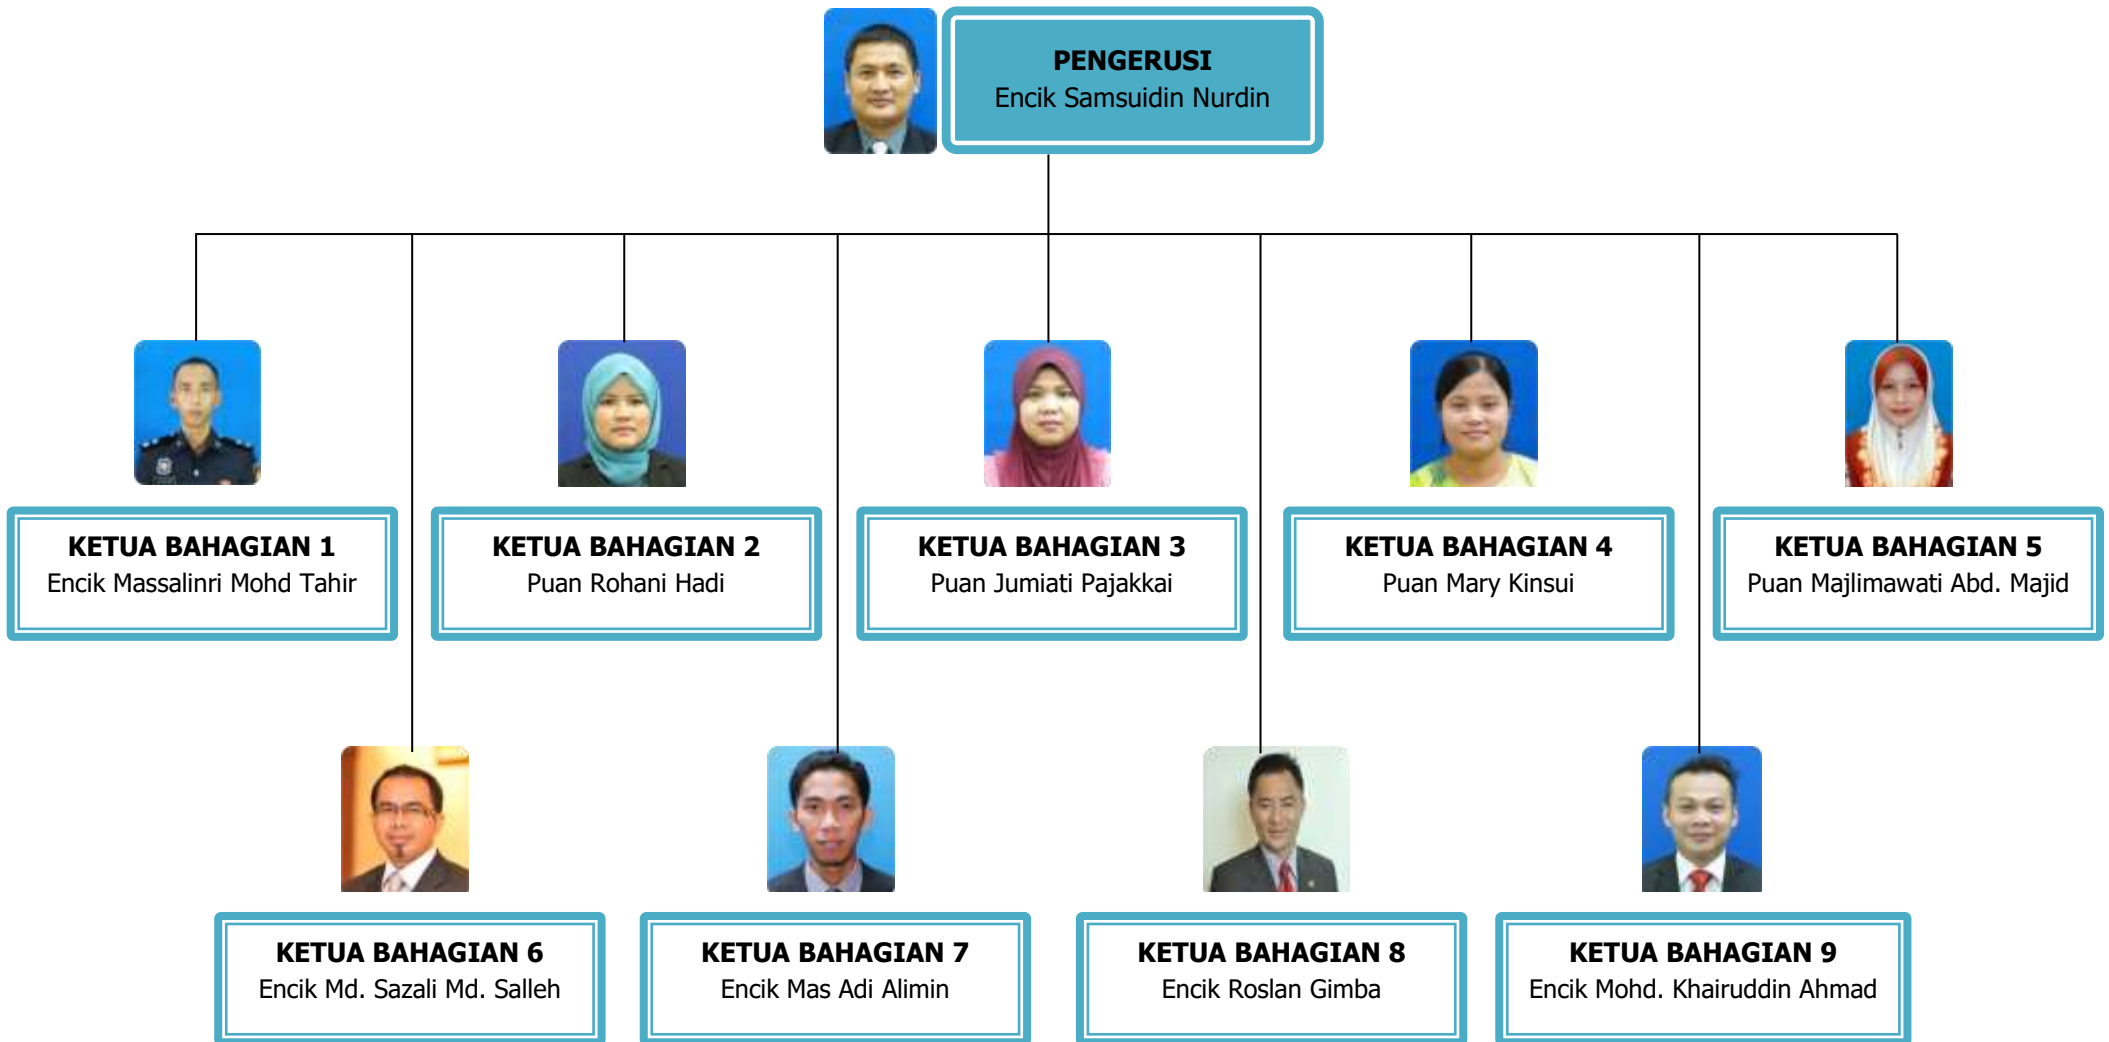 PENGERUSI
Encik Samsuidin Nurdin
KETUA BAHAGIAN 1
Encik Massalinri Mohd Tahir
KETUA BAHAGIAN 2
Puan Rohani Hadi
KETUA BAHAGIAN 3
Puan Jumiati Pajakkai
KETUA BAHAGIAN 4
Puan Mary Kinsui
KETUA BAHAGIAN 5
Puan Majlimawati Abd. Majid
KETUA BAHAGIAN 6
Encik Md. Sazali Md. Salleh
KETUA BAHAGIAN 7
Encik Mas Adi Alimin
KETUA BAHAGIAN 8
Encik Roslan Gimba
KETUA BAHAGIAN 9
Encik Mohd. Khairuddin Ahmad